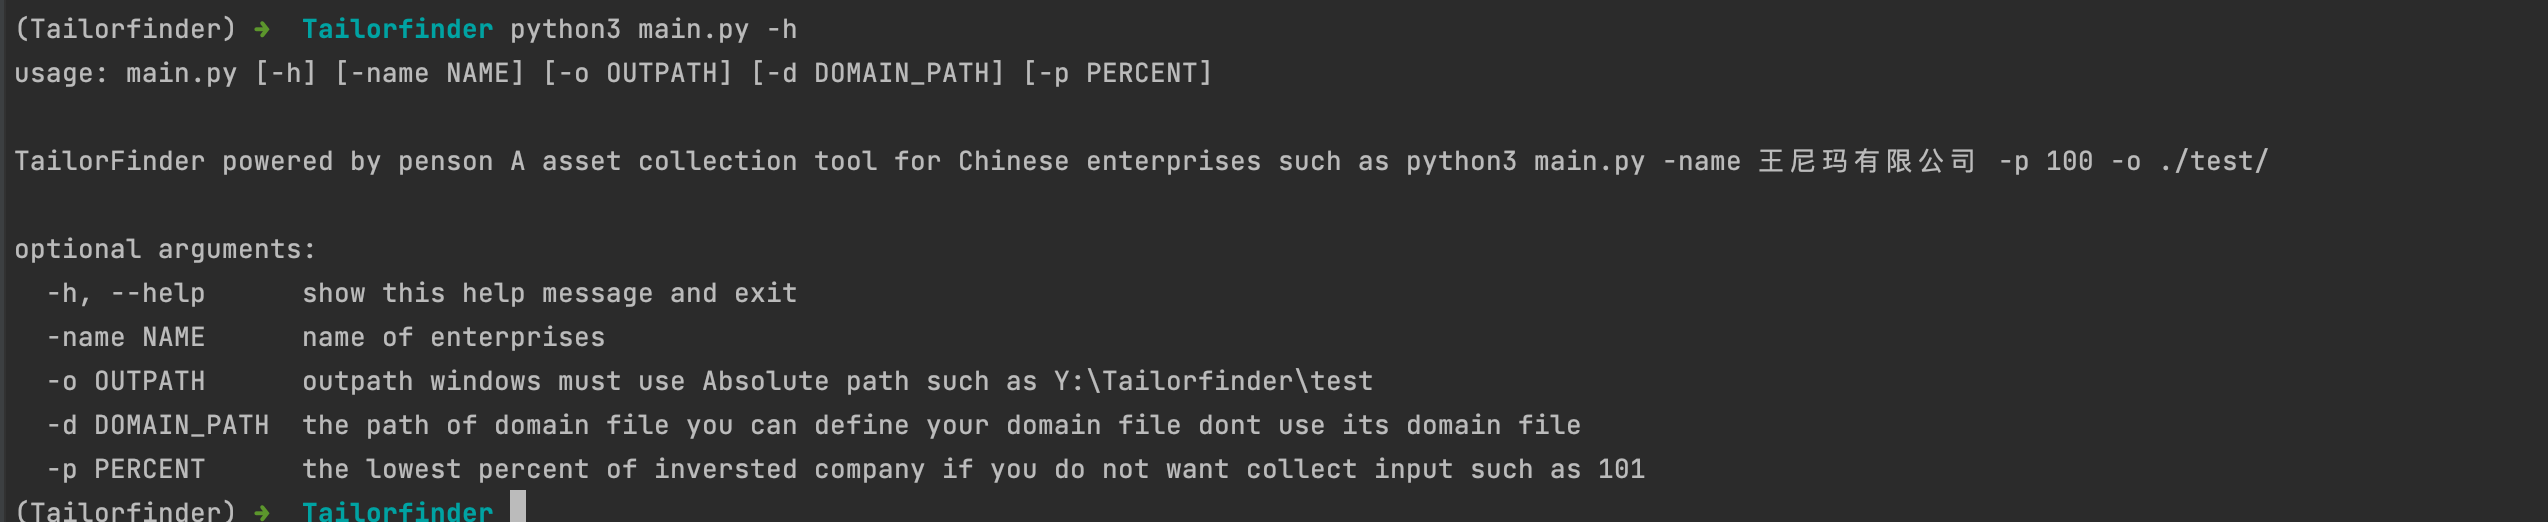 (Tailorfinder) ➜ Tailorfinder python3 main.py -h
usage: main.py [-h] [-name NAME] [-o OUTPATH] [-d DOMAIN_PATH] [-p PERCENT]
TailorFinder powered by penson A asset collection tool for Chinese enterprises such as python3 main.py -name 王尼玛有限公司 -p 100 -o ./test/
optional arguments:
-h, --help show this help message and exit
-name NAME name of enterprises
-o OUTPATH outpath windows must use Absolute path such as Y:\Tailorfinder\test
-d DOMAIN_PATH the path of domain file you can define your domain file dont use its domain file
-p PERCENT the lowest percent of inversted company if you do not want collect input such as 101
(Tailorfinder) ➜ Tailorfinder